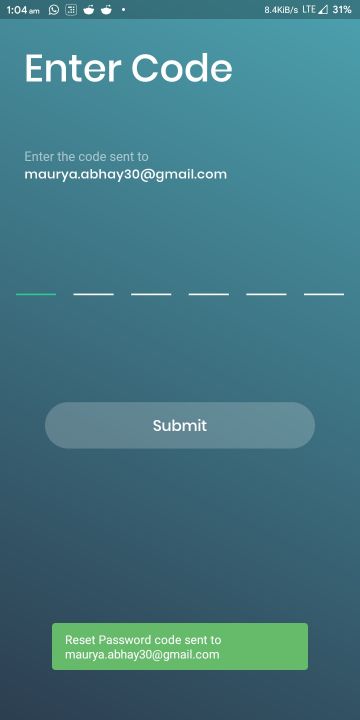 1:04 am
8.4KiB/s LTE 31%
Enter Code
Enter the code sent to
maurya.abhay30@gmail.com
Submit
Reset Password code sent to
maurya.abhay30@gmail.com